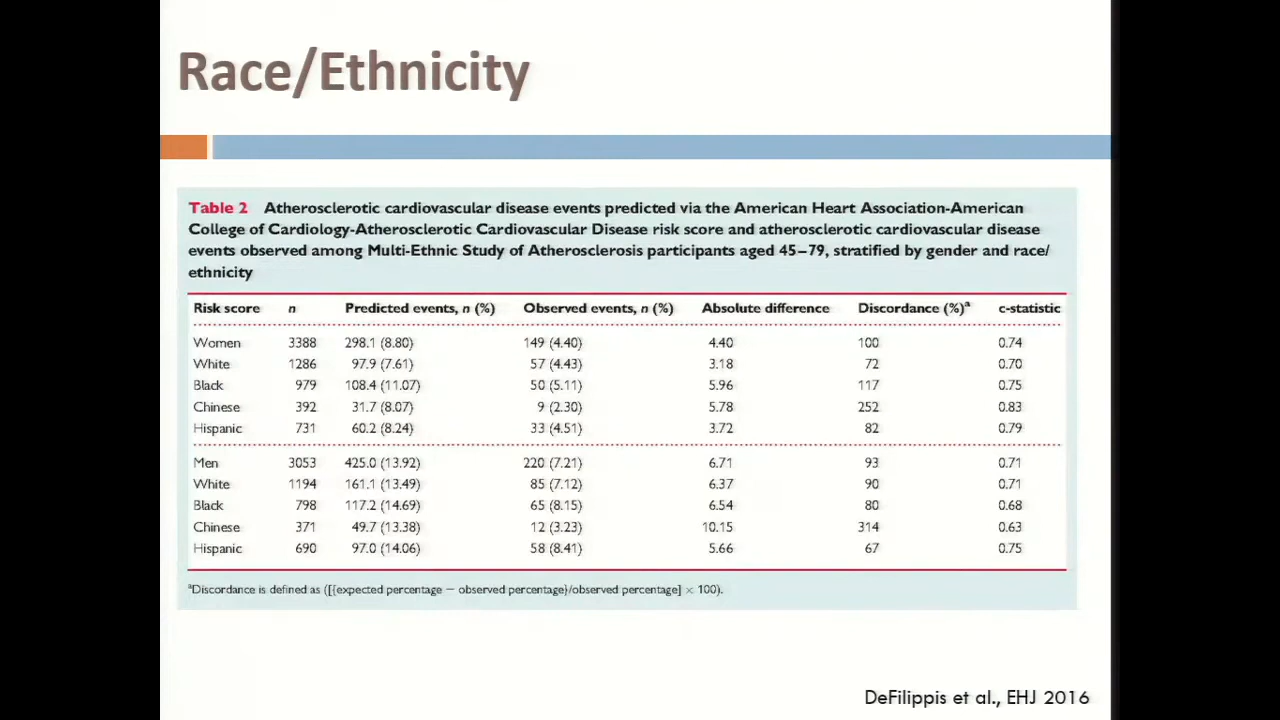 Race/Ethnicity
Table 2 Atherosclerotic cardiovascular disease events predicted via the American Heart Association-American
College of Cardiology-Atherosclerotic Cardiovascular Disease risk score and atherosclerotic cardiovascular disease
events observed among Multi-Ethnic Study of Atherosclerosis participants aged 45–79, stratified by gender and race/
ethnicity
Risk score n Predicted events, n (%) Observed events, n (%) Absolute difference Discordance (%)ª c-statistic
Women 3388 298.1 (8.80) 149 (4.40) 4.40 100 0.74
White 1286 97.9 (7.61) 57 (4.43) 3.18 72 0.70
Black 979 108.4 (11.07) 50 (5.11) 5.96 117 0.75
Chinese 392 31.7 (8.07) 9 (2.30) 5.78 252 0.83
Hispanic 731 60.2 (8.24) 33 (4.51) 3.72 82 0.79
Men 3053 425.0 (13.92) 220 (7.21) 6.71 93 0.71
White 1194 161.1 (13.49) 85 (7.12) 6.37 90 0.71
Black 798 117.2 (14.69) 65 (8.15) 6.54 80 0.68
Chinese 371 49.7 (13.38) 12 (3.23) 10.15 314 0.63
Hispanic 690 97.0 (14.06) 58 (8.41) 5.66 67 0.75
ªDiscordance is defined as ([{expected percentage − observed percentage}/observed percentage] × 100).
DeFilippis et al., EHJ 2016